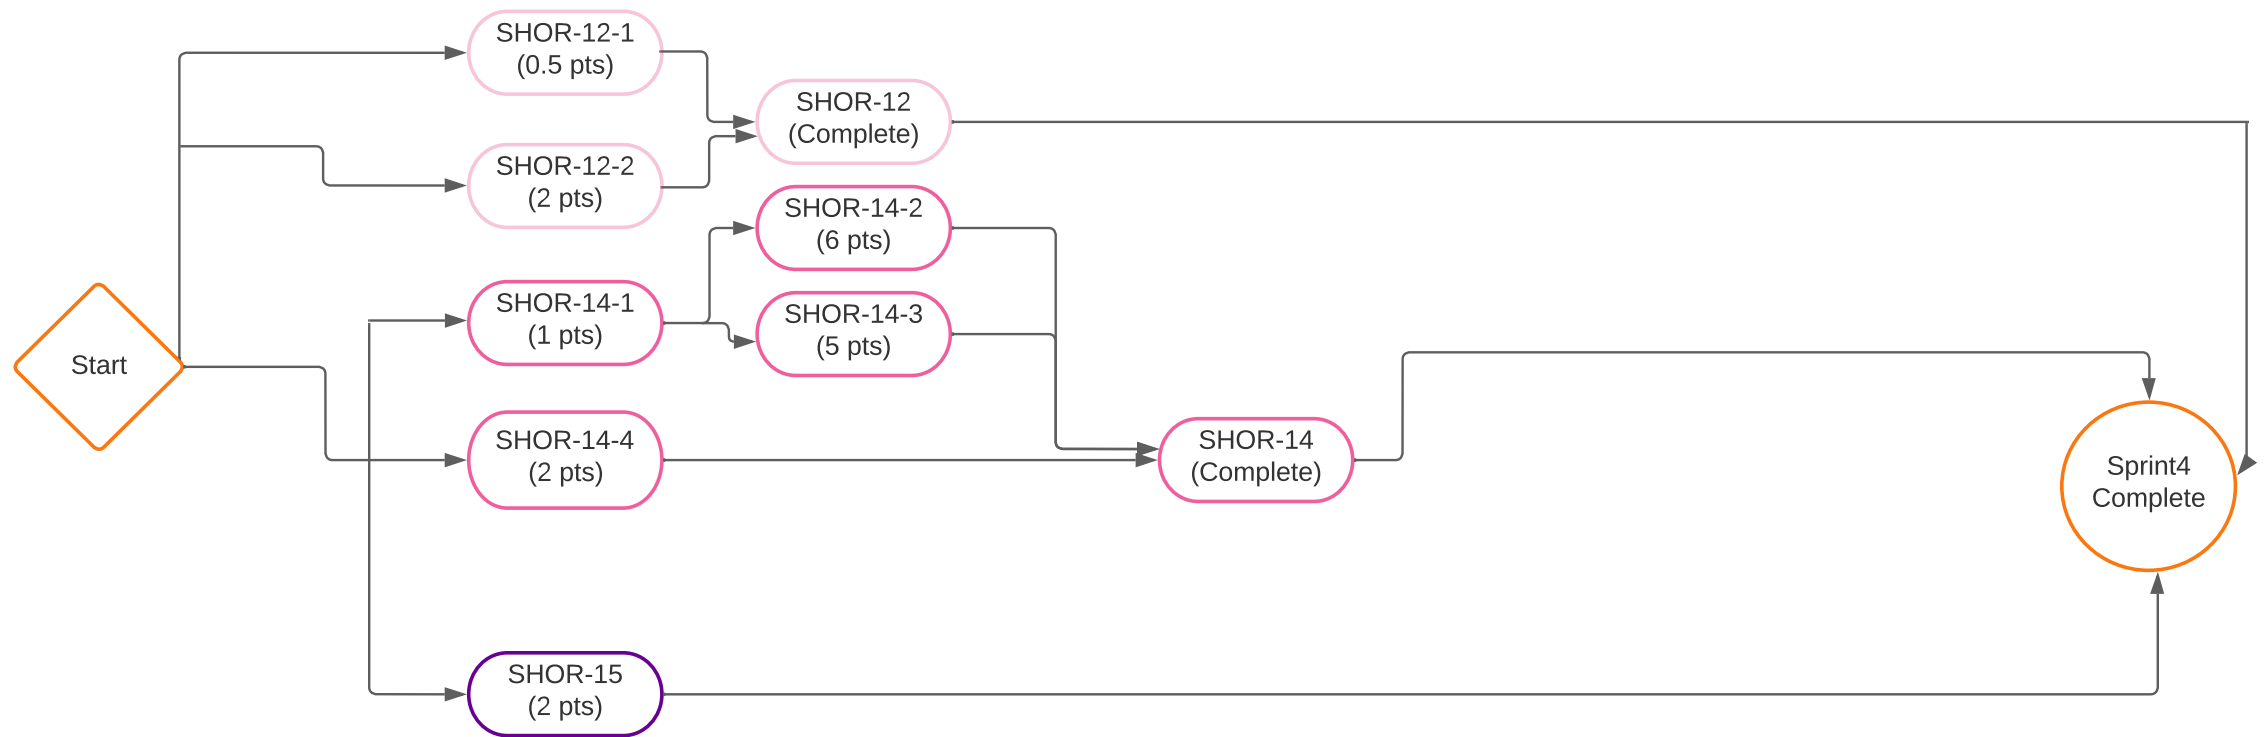 SHOR-12-1
(0.5 pts)
SHOR-12
(Complete)
SHOR-12-2
(2 pts)
SHOR-14-2
(6 pts)
SHOR-14-1
(1 pts)
SHOR-14-3
(5 pts)
Start
SHOR-14-4
(2 pts)
SHOR-14
(Complete)
Sprint4
Complete
SHOR-15
(2 pts)